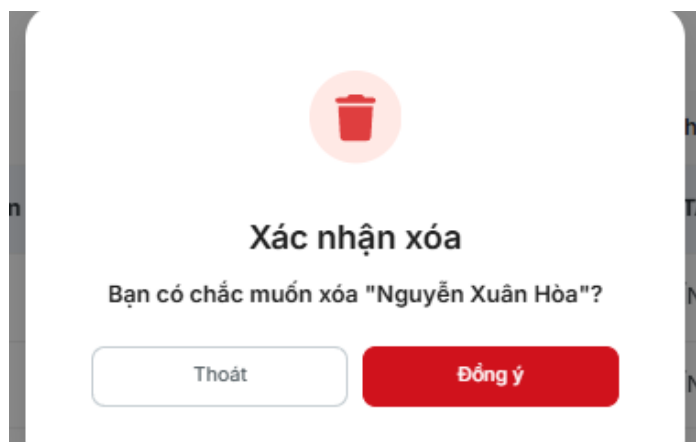 Xác nhận xóa
Bạn có chắc muốn xóa "Nguyễn Xuân Hòa"?
Thoát
Đồng ý